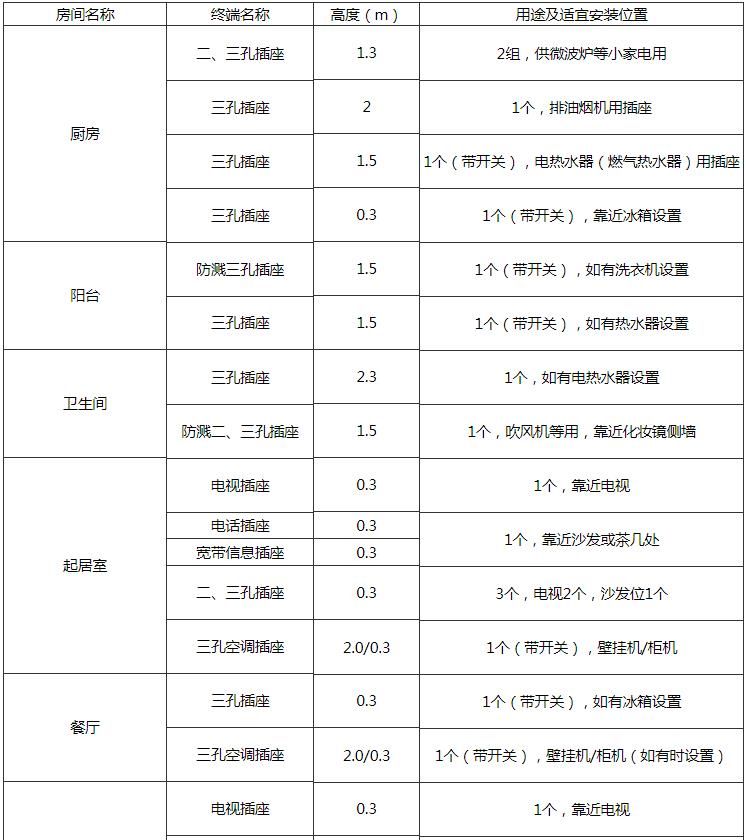 房间名称 终端名称 高度（m） 用途及适宜安装位置
厨房
二、三孔插座 1.3 2组，供微波炉等小家电用
三孔插座 2 1个，排油烟机用插座
三孔插座 1.5 1个（带开关），电热水器（燃气热水器）用插座
三孔插座 0.3 1个（带开关），靠近冰箱设置
阳台
防溅三孔插座 1.5 1个（带开关），如有洗衣机设置
三孔插座 1.5 1个（带开关），如有热水器设置
卫生间
三孔插座 2.3 1个，如有电热水器设置
防溅二、三孔插座 1.5 1个，吹风机等用，靠近化妆镜侧墙
起居室
电视插座 0.3 1个，靠近电视
电话插座 0.3 1个，靠近沙发或茶几处
宽带信息插座 0.3
二、三孔插座 0.3 3个，电视2个，沙发位1个
三孔空调插座 2.0/0.3 1个（带开关），壁挂机/柜机
餐厅
三孔插座 0.3 1个（带开关），如有冰箱设置
三孔空调插座 2.0/0.3 1个（带开关），壁挂机/柜机（如有时设置）
电视插座 0.3 1个，靠近电视